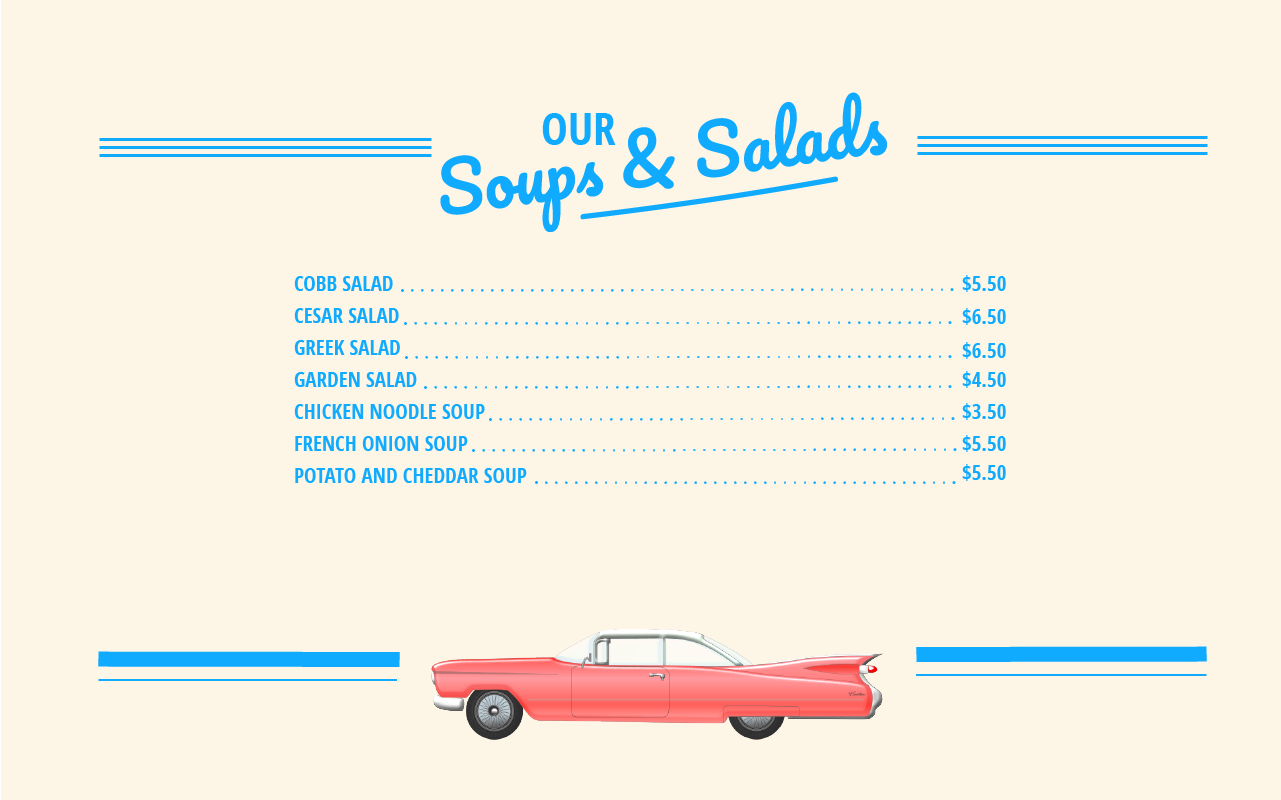 OUR
Soups & Salads
COBB SALAD $5.50
CESAR SALAD $6.50
GREEK SALAD $6.50
GARDEN SALAD $4.50
CHICKEN NOODLE SOUP $3.50
FRENCH ONION SOUP $5.50
POTATO AND CHEDDAR SOUP $5.50